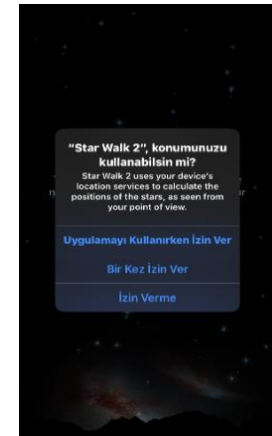 “Star Walk 2”, konumunuzu
kullanabilsin mi?
Star Walk 2 uses your device's
location services to calculate the
positions of the stars, as seen from
your point of view.
Uygulamayı Kullanırken İzin Ver
Bir Kez İzin Ver
İzin Verme